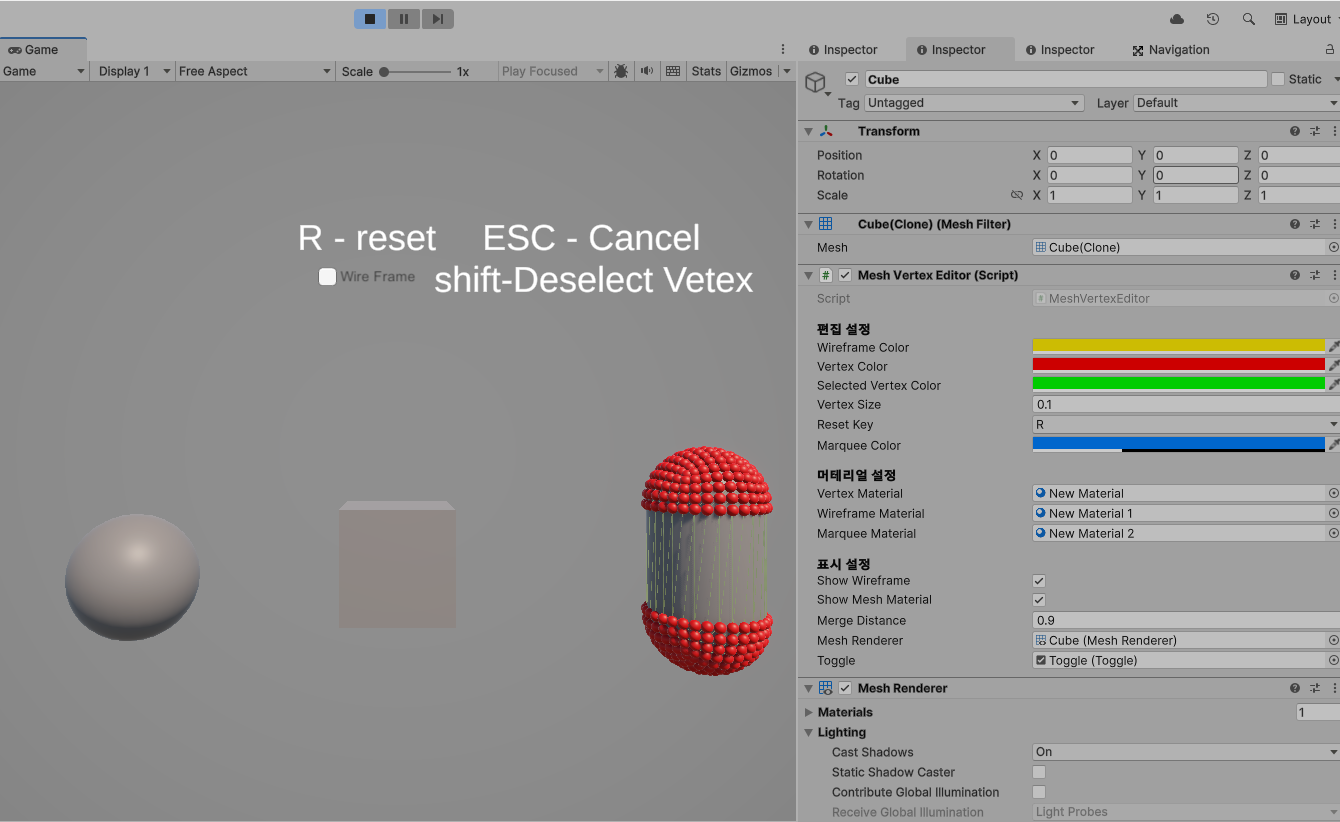 Layout
Game
Inspector
Inspector
Inspector
Navigation
Game
Display 1
Free Aspect
Scale
1x
Play Focused
Stats
Gizmos
Cube
Static
Tag
Untagged
Layer
Default
Transform
Position X 0 Y 0 Z 0
Rotation X 0 Y 0 Z 0
Scale X 1 Y 1 Z 1
Cube(Clone) (Mesh Filter)
Mesh Cube(Clone)
# Mesh Vertex Editor (Script)
Script # MeshVertexEditor
편집 설정
Wireframe Color
Vertex Color
Selected Vertex Color
Vertex Size 0.1
Reset Key R
Marquee Color
머테리얼 설정
Vertex Material New Material
Wireframe Material New Material 1
Marquee Material New Material 2
표시 설정
Show Wireframe
Show Mesh Material
Merge Distance 0.9
Mesh Renderer Cube (Mesh Renderer)
Toggle Toggle (Toggle)
Mesh Renderer
Materials 1
Lighting
Cast Shadows On
Static Shadow Caster
Contribute Global Illumination
Receive Global Illumination Light Probes
R - reset ESC - Cancel
Wire Frame shift-Deselect Vetex